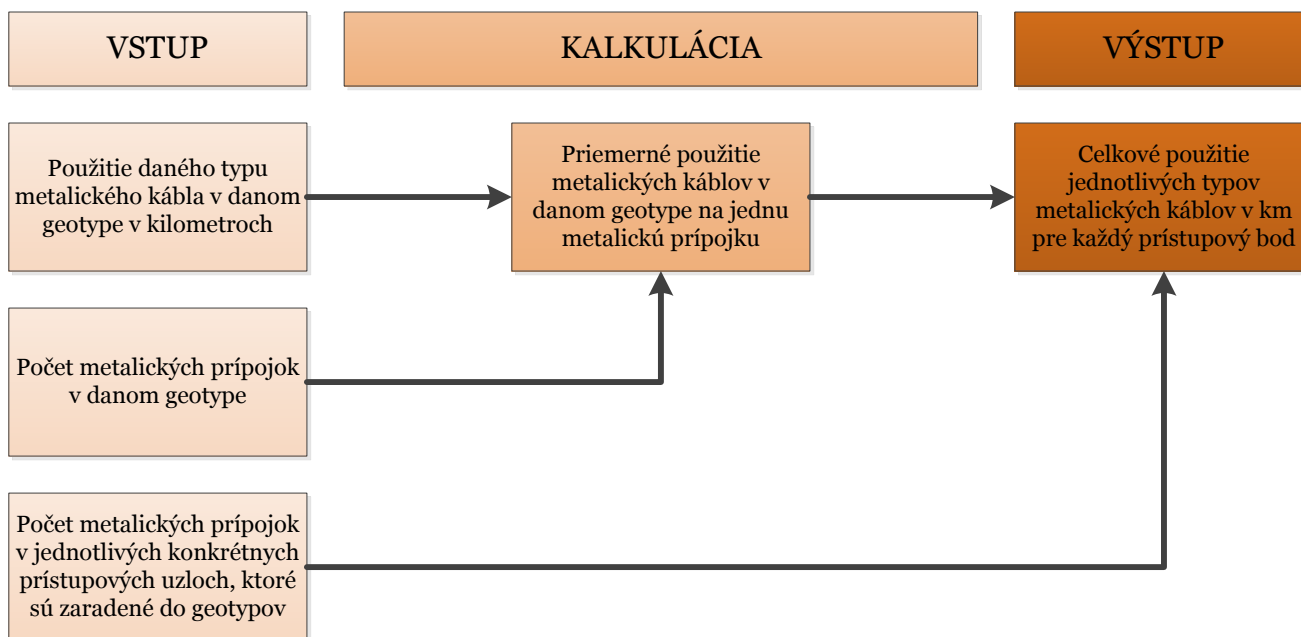 VSTUP
KALKULÁCIA
VÝSTUP
Použitie daného typu
metalického kábla v danom
geotype v kilometroch
Priemerné použitie
metalických káblov v
danom geotype na jednu
metalickú prípojku
Celkové použitie
jednotlivých typov
metalických káblov v km
pre každý prístupový bod
Počet metalických prípojok
v danom geotype
Počet metalických prípojok
v jednotlivých konkrétnych
prístupových uzloch, ktoré
sú zaradené do geotypov